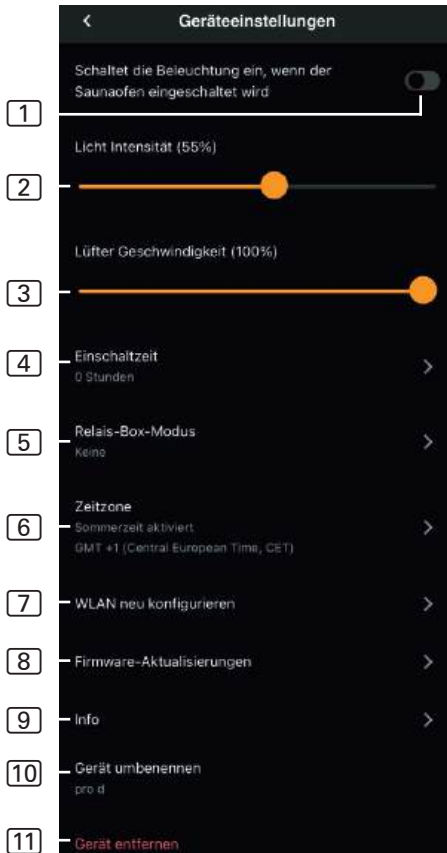 Geräteeinstellungen
Schaltet die Beleuchtung ein, wenn der
Saunaofen eingeschaltet wird
1
Licht Intensität (55%)
2
Lüfter Geschwindigkeit (100%)
3
4
Einschaltzeit
0 Stunden
5
Relais-Box-Modus
Keine
6
Zeitzone
Sommerzeit aktiviert
GMT +1 (Central European Time, CET)
7
WLAN neu konfigurieren
8
Firmware-Aktualisierungen
9
Info
10
Gerät umbenennen
pro d
11
Gerät entfernen